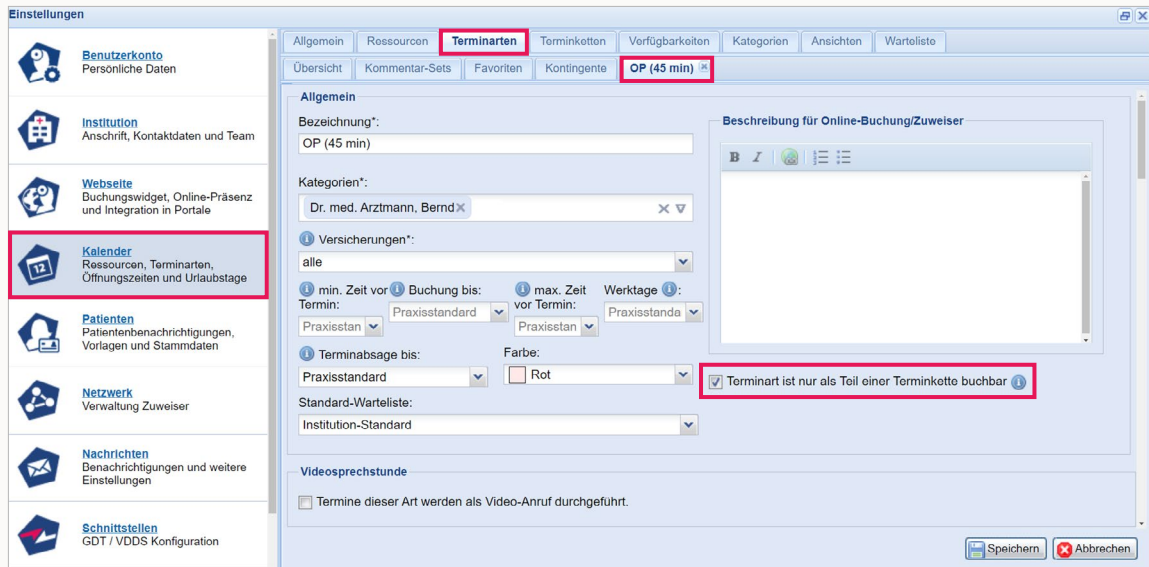 Einstellungen
Benutzerkonto
Persönliche Daten
Institution
Anschrift, Kontaktdaten und Team
Webseite
Buchungswidget, Online-Präsenz
und Integration in Portale
Kalender
Ressourcen, Terminarten,
Öffnungszeiten und Urlaubstage
12
Patienten
Patientenbenachrichtigungen,
Vorlagen und Stammdaten
Netzwerk
Verwaltung Zuweiser
Nachrichten
Benachrichtigungen und weitere
Einstellungen
Schnittstellen
GDT / VDDS Konfiguration
Allgemein Ressourcen Terminarten Terminketten Verfügbarkeiten Kategorien Ansichten Warteliste
Übersicht Kommentar-Sets Favoriten Kontingente OP (45 min)
Allgemein
Bezeichnung*:
OP (45 min)
Kategorien*:
Dr. med. Arztmann, Bernd
Versicherungen*:
alle
min. Zeit vor Termin:
Praxisstan
Buchung bis:
Praxisstandard
max. Zeit vor Termin:
Praxisstan
Werktage :
Praxisstanda
Terminabsage bis:
Praxisstandard
Farbe:
Rot
Standard-Warteliste:
Institution-Standard
Beschreibung für Online-Buchung/Zuweiser
B I
Terminart ist nur als Teil einer Terminkette buchbar
Videosprechstunde
Termine dieser Art werden als Video-Anruf durchgeführt.
Speichern Abbrechen